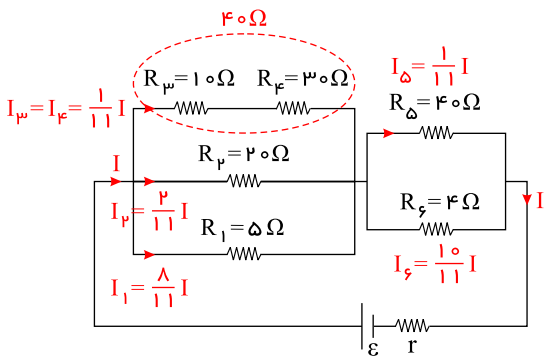 ۴۰Ω
R۳=۱۰Ω R۴=۳۰Ω
I۳=I۴=۱/۱۱ I
I۵=۱/۱۱ I
R۵=۴۰Ω
I
R۲=۲۰Ω
I۲=۲/۱۱ I
R۶=۴Ω
I
R۱=۵Ω
I۶=۱۰/۱۱ I
I۱=۸/۱۱ I
ε r